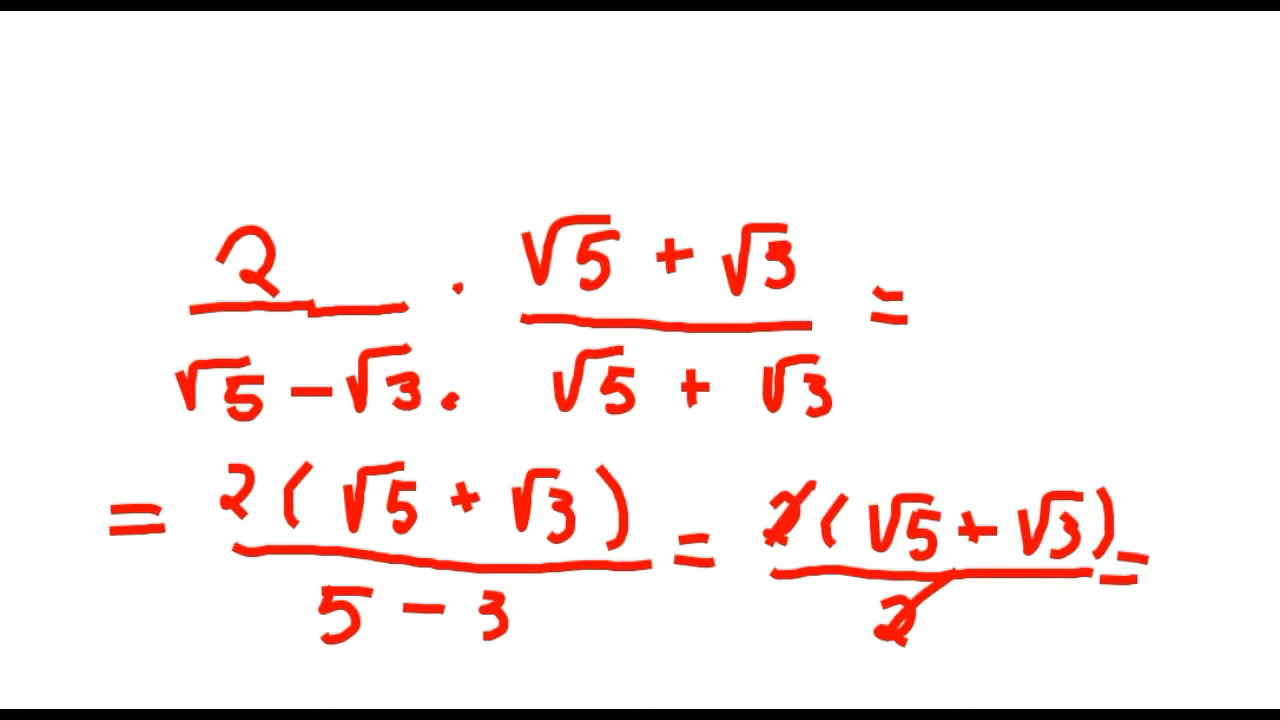 2/(√5 − √3) · (√5 + √3)/(√5 + √3) =
= 2(√5 + √3)/(5 − 3) = 2(√5 + √3)/2 =